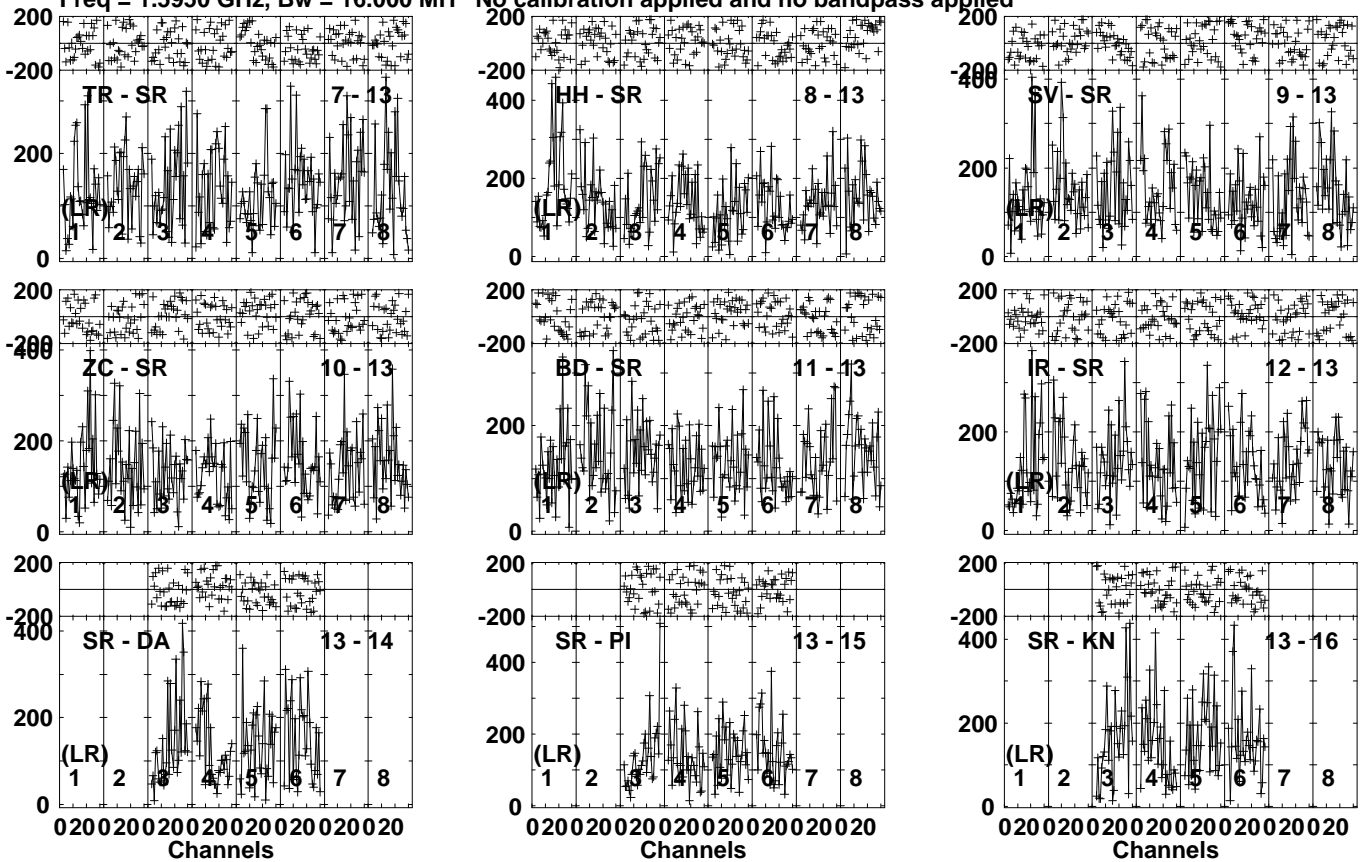 Freq = 1.5950 GHz, Bw = 16.000 MH No calibration applied and no bandpass applied
200 200 200
-200 -200 -200
400
TR - SR 7 - 13 HH - SR 8 - 13 SV - SR 9 - 13
400
200 200 200
(LR) (LR) (LR)
1 2 3 4 5 6 7 8 1 2 3 4 5 6 7 8 1 2 3 4 5 6 7 8
0 0 0
200 200 200
-200 -200 -200
400
ZC - SR 10 - 13 BD - SR 11 - 13 IR - SR 12 - 13
200 200 200
(LR) (LR) (LR)
1 2 3 4 5 6 7 8 1 2 3 4 5 6 7 8 1 2 3 4 5 6 7 8
0 0 0
200 200 200
-200 -200 -200
400
SR - DA 13 - 14 SR - PI 13 - 15 SR - KN 13 - 16
400 400
200 200 200
(LR) (LR) (LR)
1 2 3 4 5 6 7 8 1 2 3 4 5 6 7 8 1 2 3 4 5 6 7 8
0 0 0
0 20 0 20 0 20 0 20 0 20 0 20 0 20 0 20 0 20 0 20 0 20 0 20 0 20 0 20 0 20 0 20 0 20 0 20 0 20 0 20 0 20 0 20 0 20 0 20
Channels Channels Channels